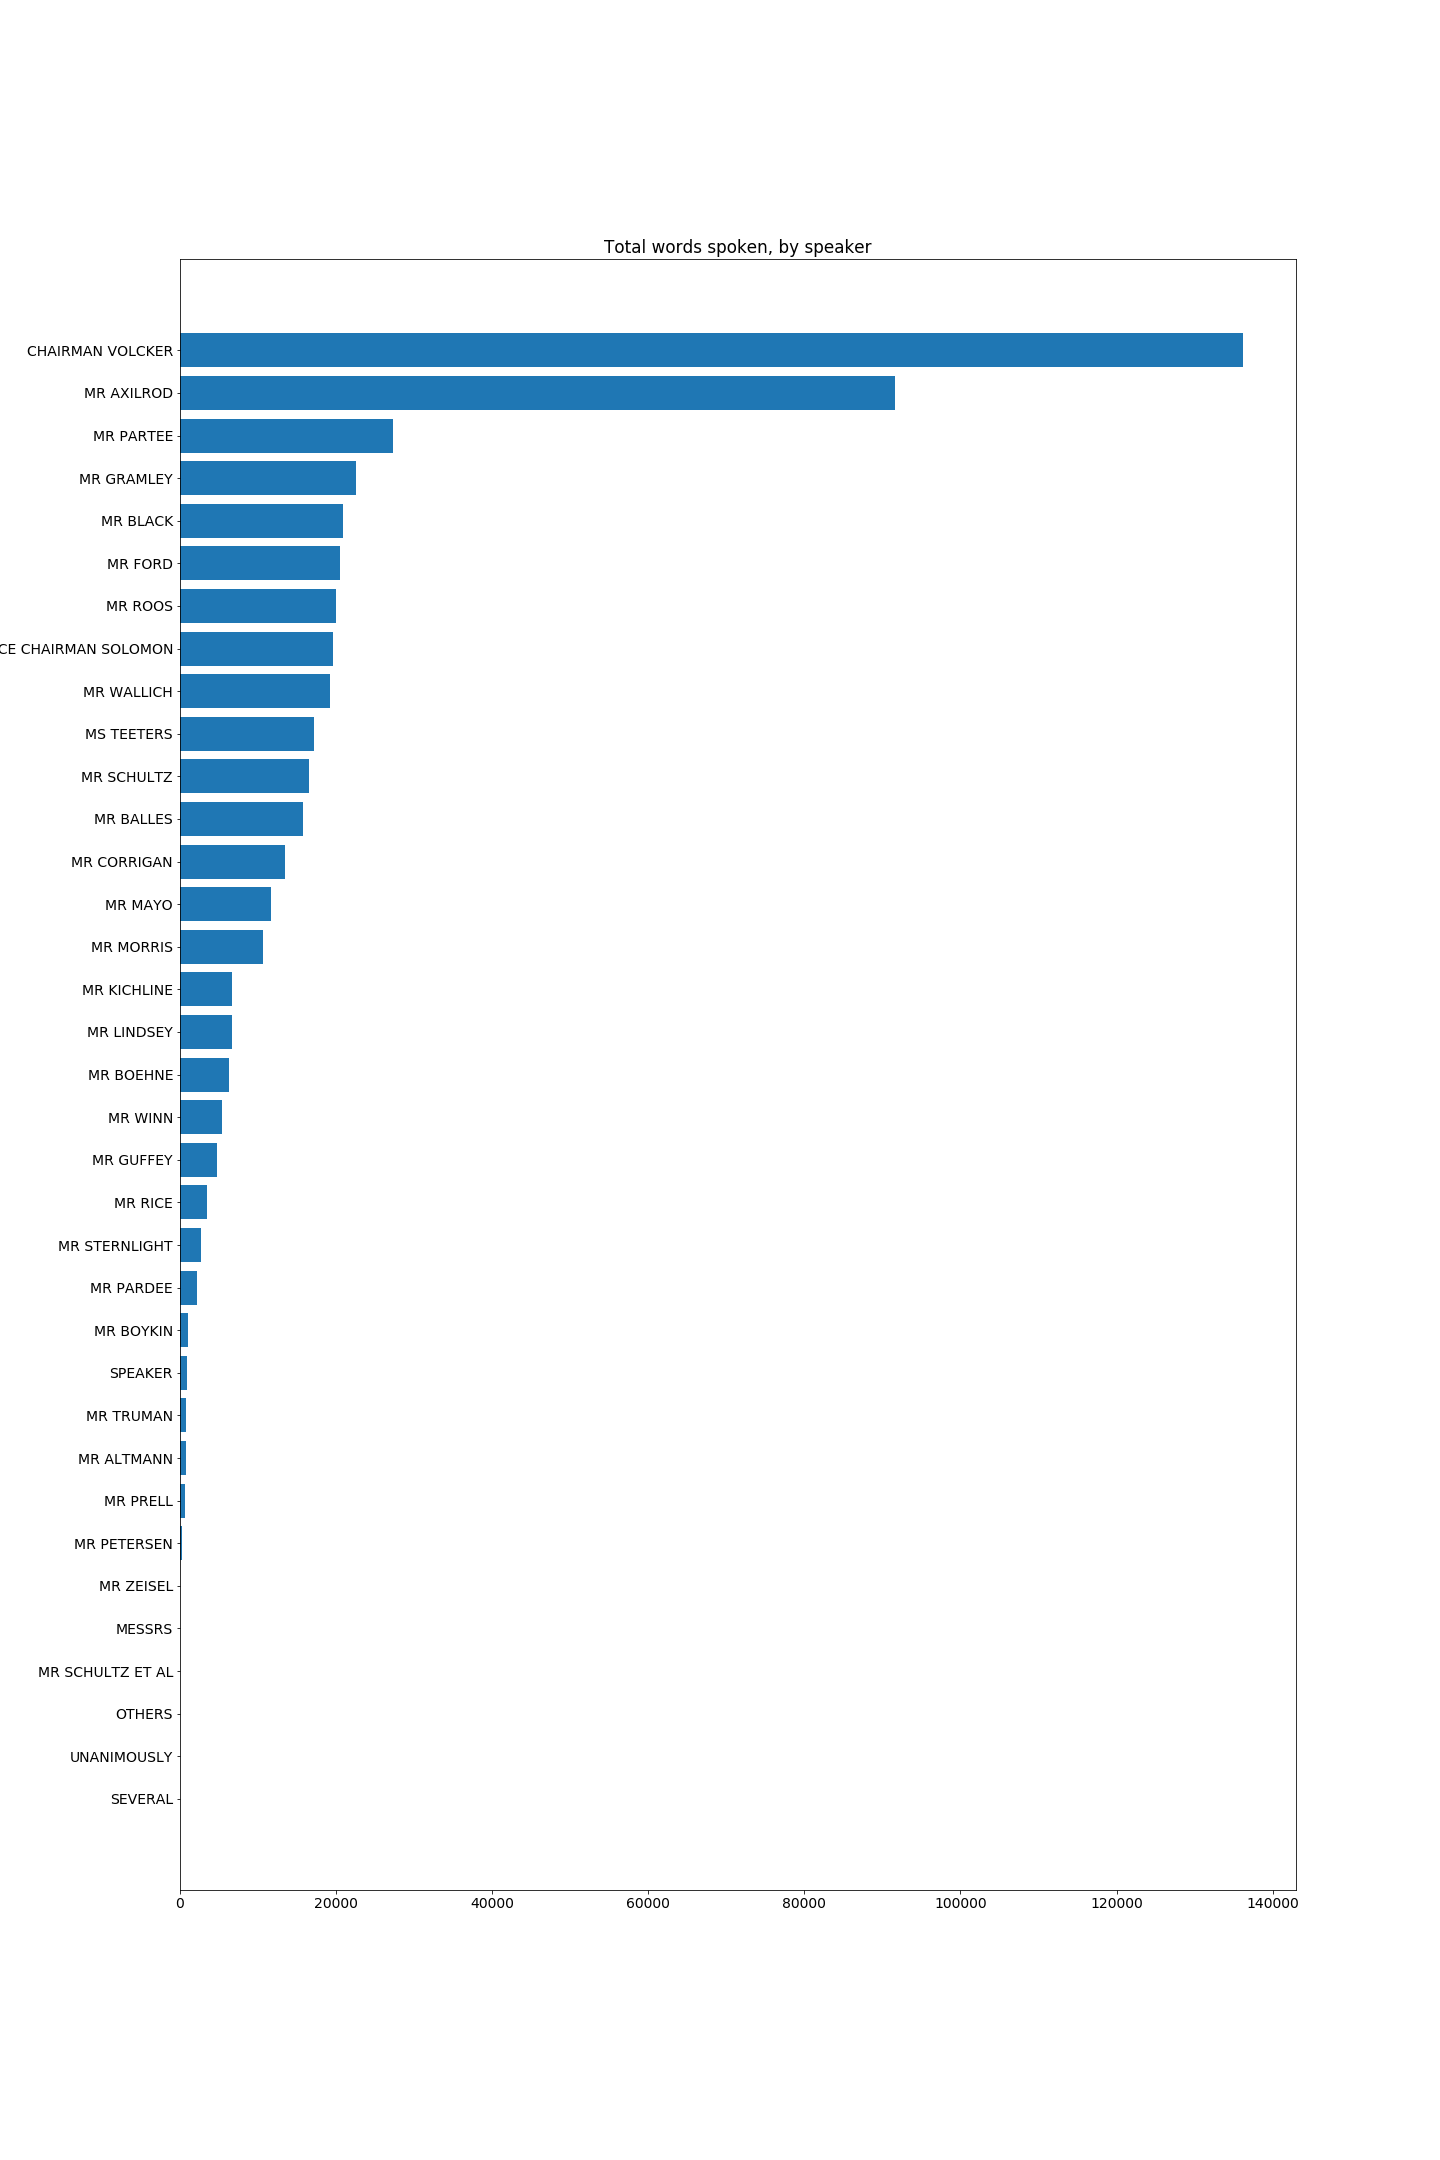 Total words spoken, by speaker
CHAIRMAN VOLCKER
MR AXILROD
MR PARTEE
MR GRAMLEY
MR BLACK
MR FORD
MR ROOS
CE CHAIRMAN SOLOMON
MR WALLICH
MS TEETERS
MR SCHULTZ
MR BALLES
MR CORRIGAN
MR MAYO
MR MORRIS
MR KICHLINE
MR LINDSEY
MR BOEHNE
MR WINN
MR GUFFEY
MR RICE
MR STERNLIGHT
MR PARDEE
MR BOYKIN
SPEAKER
MR TRUMAN
MR ALTMANN
MR PRELL
MR PETERSEN
MR ZEISEL
MESSRS
MR SCHULTZ ET AL
OTHERS
UNANIMOUSLY
SEVERAL
0 20000 40000 60000 80000 100000 120000 140000